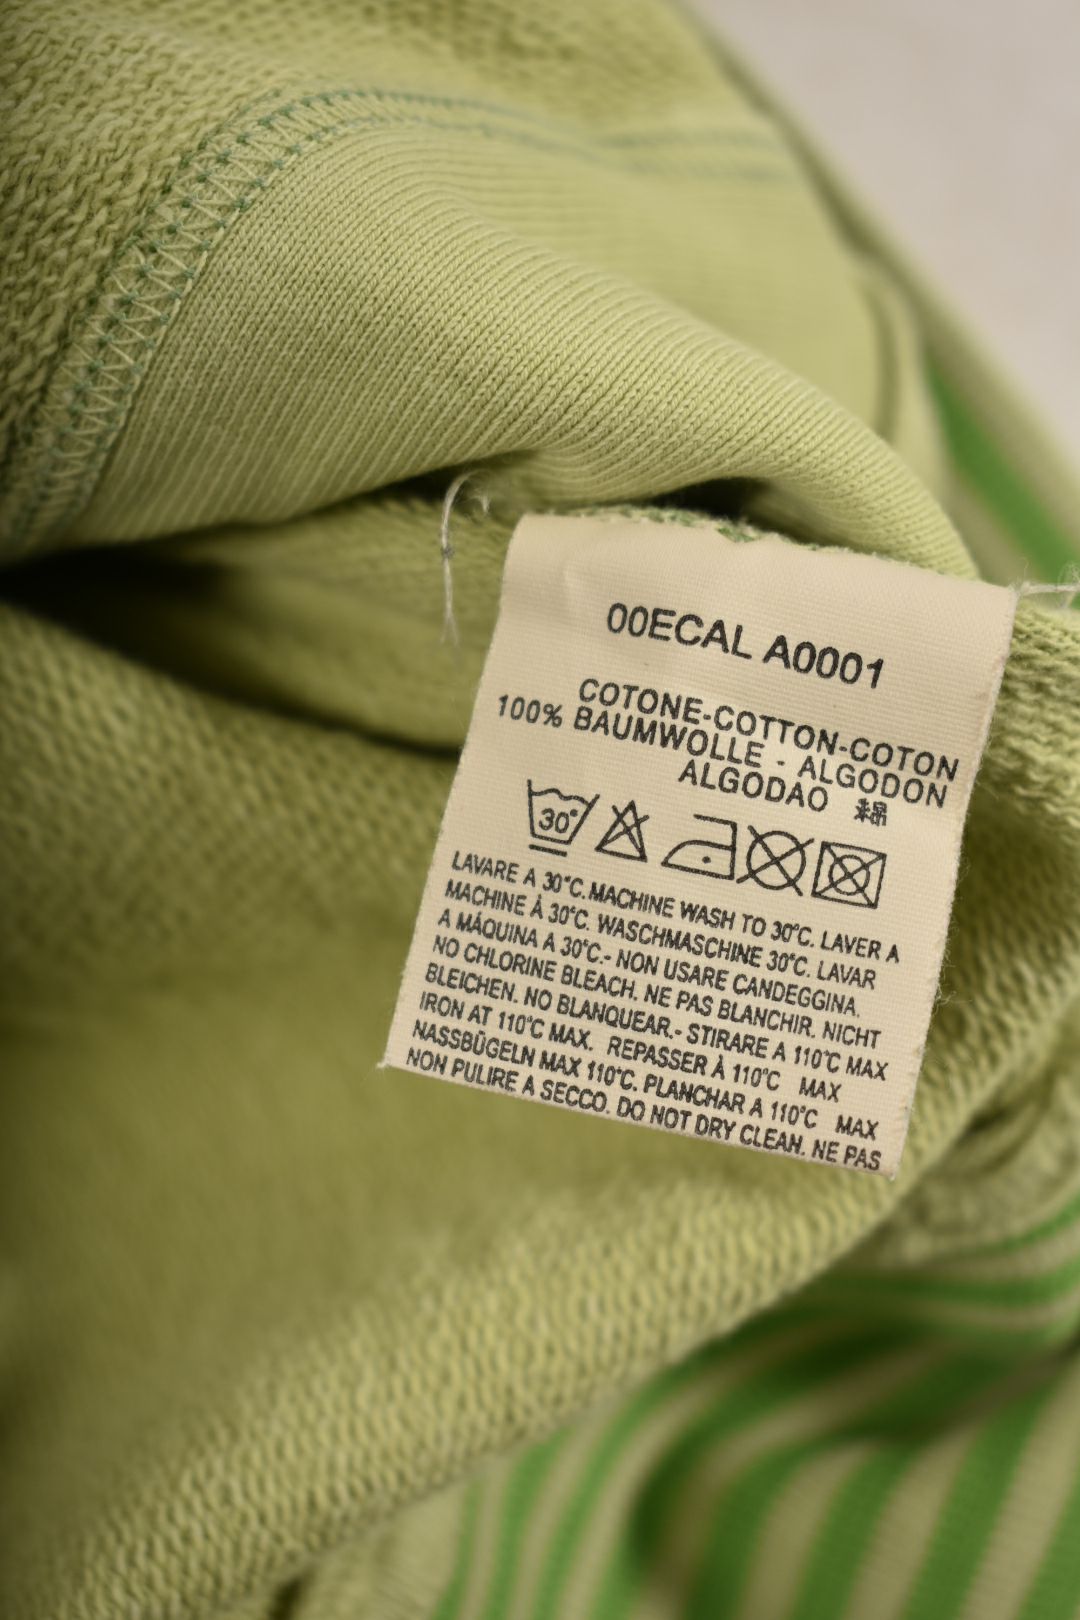 00ECAL A0001
COTONE-COTTON-COTON
100% BAUMWOLLE - ALGODON
ALGODAO 綿
30°
LAVARE A 30°C. MACHINE WASH TO 30°C. LAVER A
MACHINE À 30°C. WASCHMASCHINE 30°C. LAVAR
A MÁQUINA A 30°C.- NON USARE CANDEGGINA.
NO CHLORINE BLEACH. NE PAS BLANCHIR. NICHT
BLEICHEN. NO BLANQUEAR.- STIRARE A 110°C MAX
IRON AT 110°C MAX. REPASSER À 110°C MAX
NASSBÜGELN MAX 110°C. PLANCHAR A 110°C MAX
NON PULIRE A SECCO. DO NOT DRY CLEAN. NE PAS